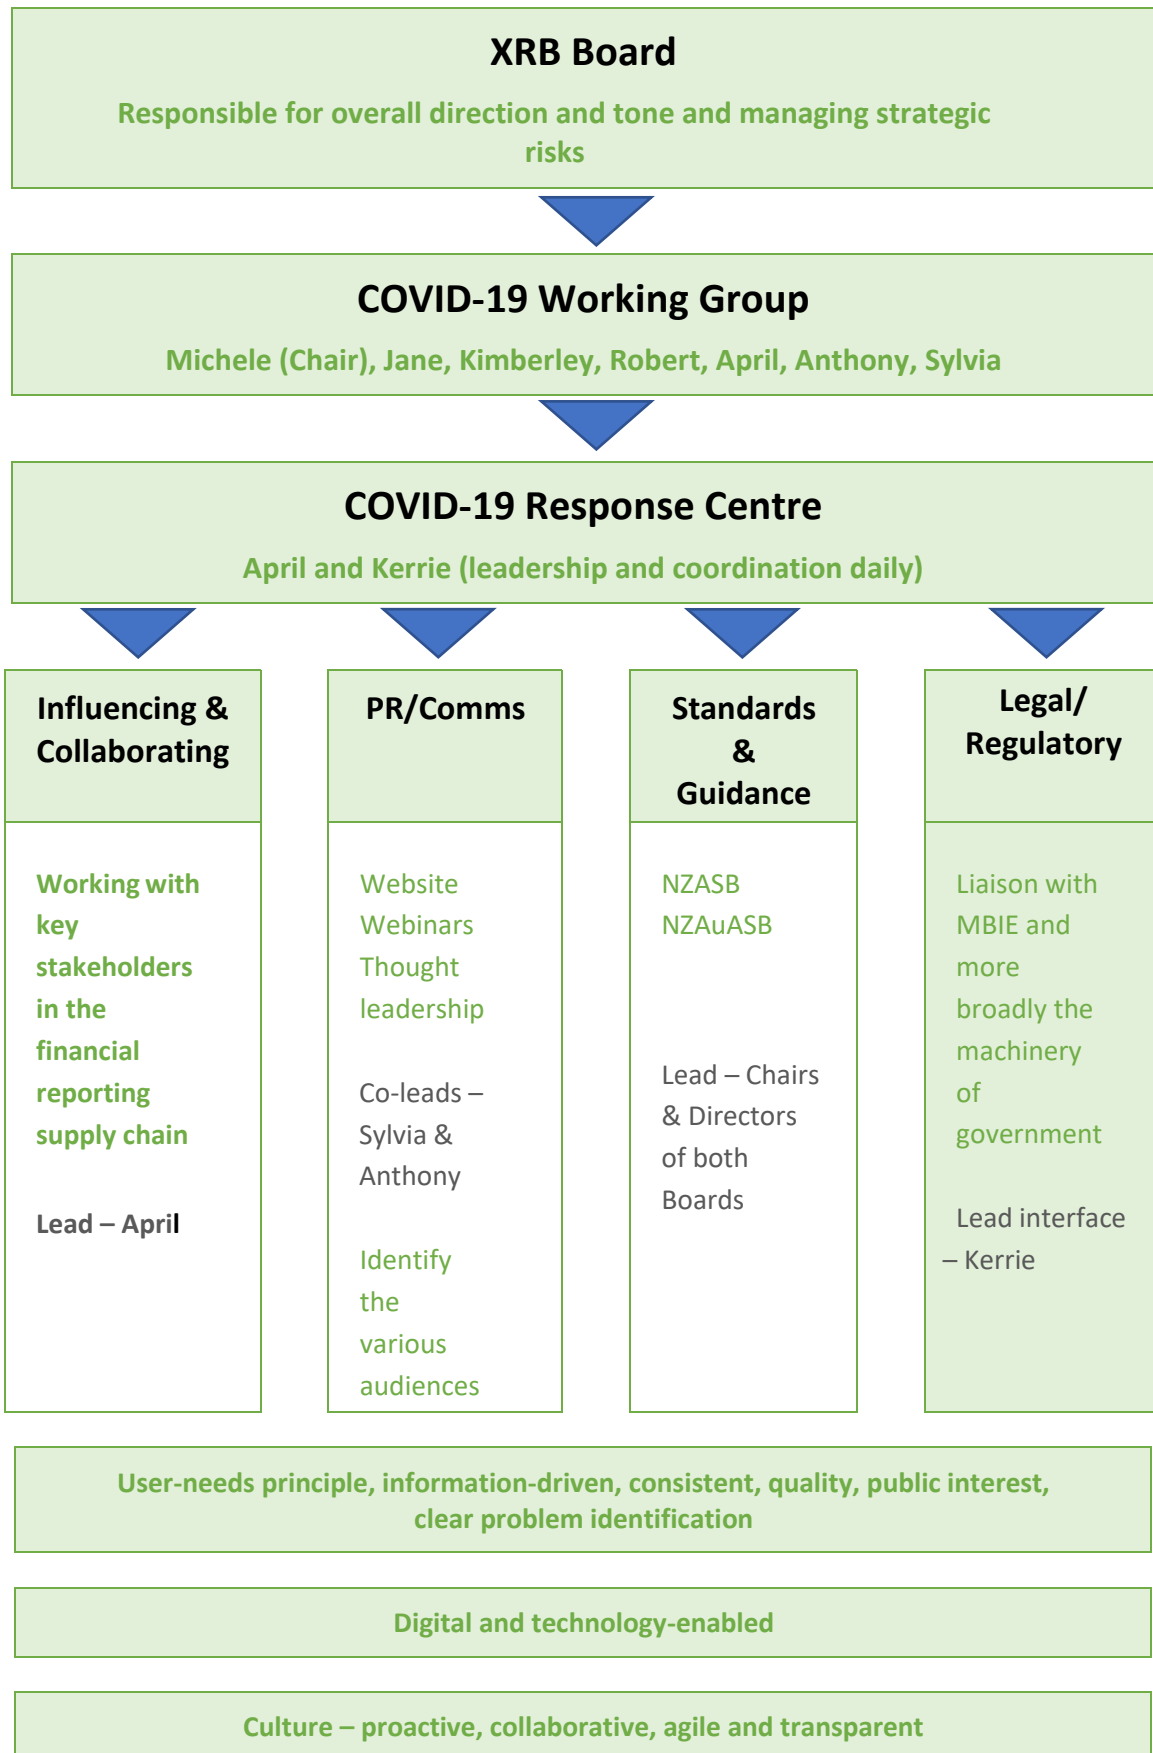 XRB Board
Responsible for overall direction and tone and managing strategic
risks
COVID-19 Working Group
Michele (Chair), Jane, Kimberley, Robert, April, Anthony, Sylvia
COVID-19 Response Centre
April and Kerrie (leadership and coordination daily)
Influencing &
Collaborating
Working with
key
stakeholders
in the
financial
reporting
supply chain
Lead – April
PR/Comms
Website
Webinars
Thought
leadership
Co-leads –
Sylvia &
Anthony
Identify
the
various
audiences
Standards
&
Guidance
NZASB
NZAuASB
Lead – Chairs
& Directors
of both
Boards
Legal/
Regulatory
Liaison with
MBIE and
more
broadly the
machinery
of
government
Lead interface
– Kerrie
User-needs principle, information-driven, consistent, quality, public interest,
clear problem identification
Digital and technology-enabled
Culture – proactive, collaborative, agile and transparent